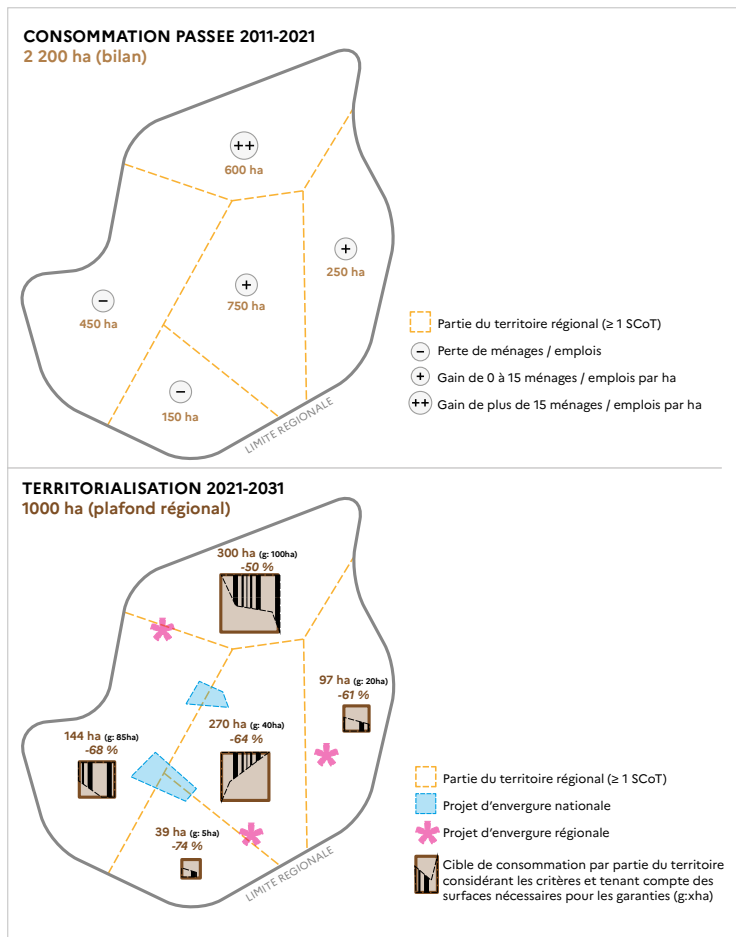 CONSOMMATION PASSEE 2011-2021
2 200 ha (bilan)
++
600 ha
+
250 ha
−
450 ha
+
750 ha
−
150 ha
LIMITE REGIONALE
Partie du territoire régional (≥ 1 SCoT)
− Perte de ménages / emplois
+ Gain de 0 à 15 ménages / emplois par ha
++ Gain de plus de 15 ménages / emplois par ha
TERRITORIALISATION 2021-2031
1000 ha (plafond régional)
300 ha (g: 100ha)
-50 %
97 ha (g: 20ha)
-61 %
270 ha (g: 40ha)
-64 %
144 ha (g: 85ha)
-68 %
39 ha (g: 5ha)
-74 %
LIMITE REGIONALE
Partie du territoire régional (≥ 1 SCoT)
Projet d'envergure nationale
Projet d'envergure régionale
Cible de consommation par partie du territoire
considérant les critères et tenant compte des
surfaces nécessaires pour les garanties (g:xha)